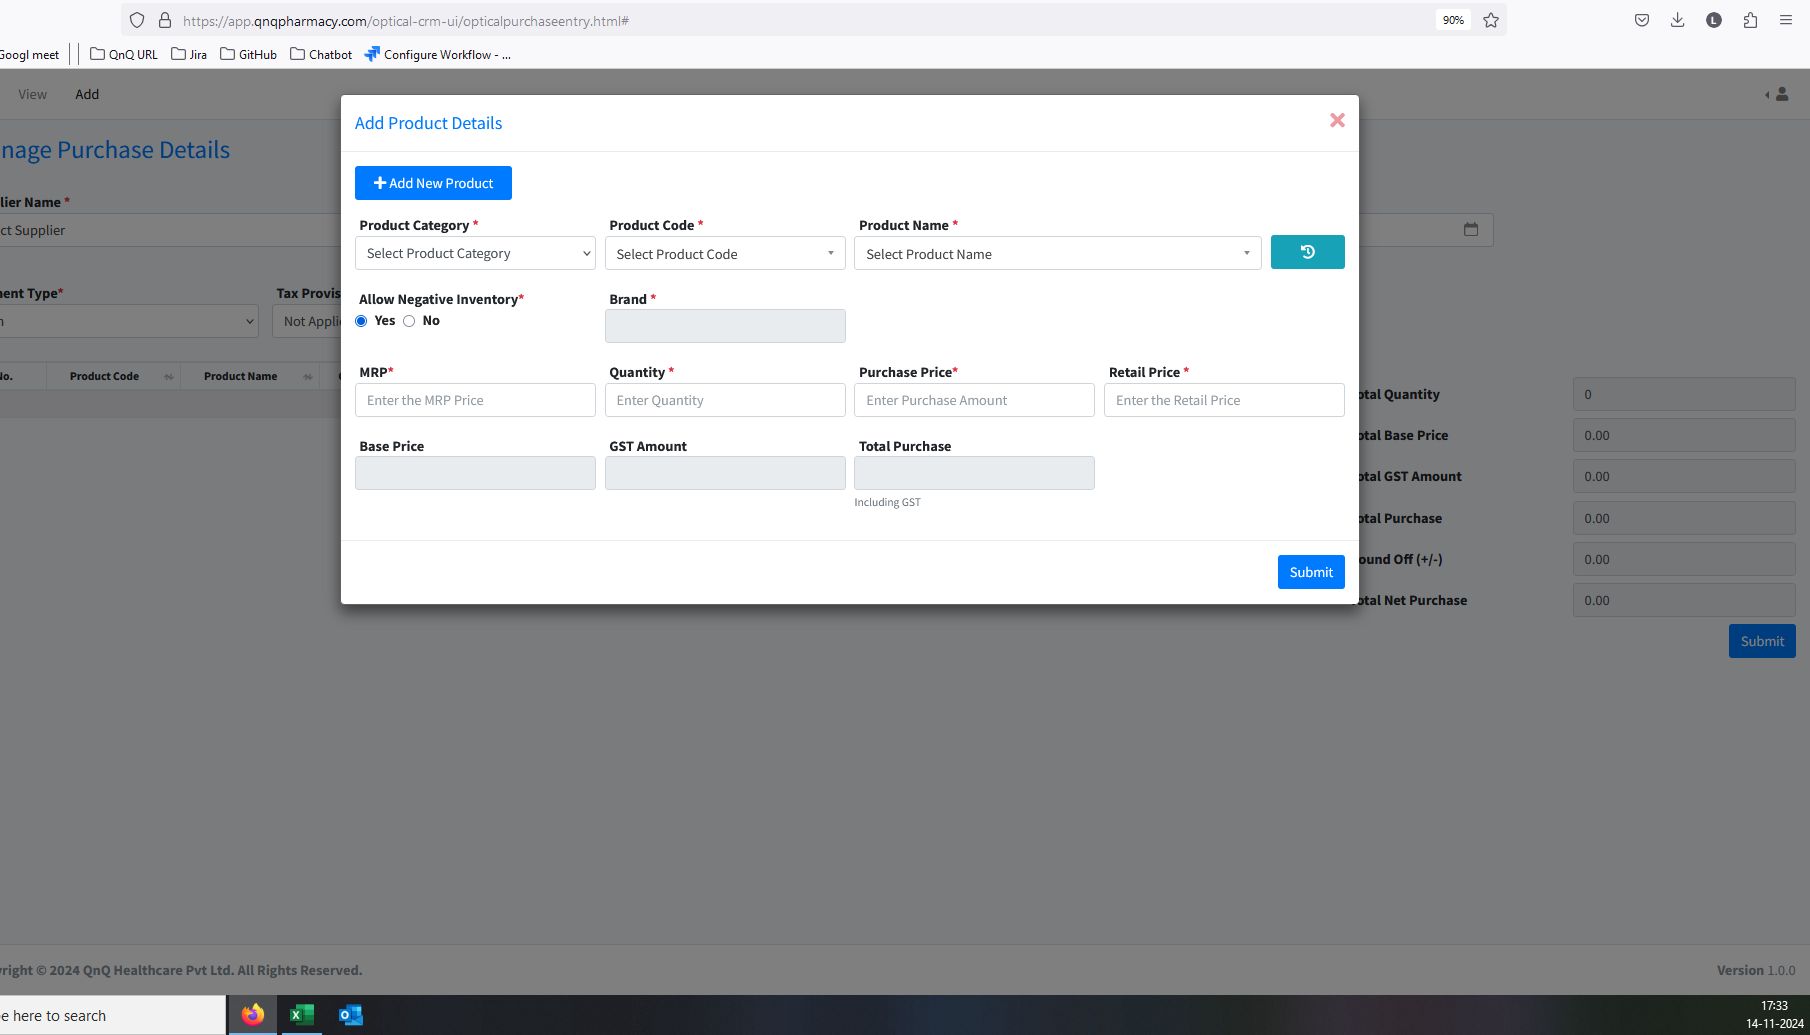 https://app.qnqpharmacy.com/optical-crm-ui/opticalpurchaseentry.html#
90%
L
Googl meet
QnQ URL
Jira
GitHub
Chatbot
Configure Workflow - ...
View
Add
nage Purchase Details
lier Name *
ct Supplier
ent Type*
Tax Provis
Not Appli
No.
Product Code
Product Name
Add Product Details
Add New Product
Product Category *
Product Code *
Product Name *
Select Product Category
Select Product Code
Select Product Name
Allow Negative Inventory*
Brand *
Yes
No
MRP*
Quantity *
Purchase Price*
Retail Price *
Enter the MRP Price
Enter Quantity
Enter Purchase Amount
Enter the Retail Price
Base Price
GST Amount
Total Purchase
Including GST
Submit
otal Quantity
0
otal Base Price
0.00
otal GST Amount
0.00
otal Purchase
0.00
ound Off (+/-)
0.00
otal Net Purchase
0.00
Submit
right © 2024 QnQ Healthcare Pvt Ltd. All Rights Reserved.
Version 1.0.0
e here to search
17:33
14-11-2024